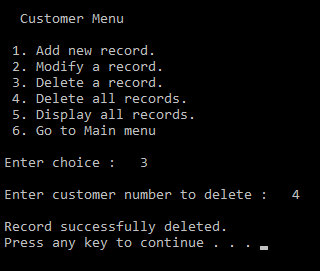 Customer Menu
1. Add new record.
2. Modify a record.
3. Delete a record.
4. Delete all records.
5. Display all records.
6. Go to Main menu
Enter choice :   3
Enter customer number to delete :   4
Record successfully deleted.
Press any key to continue . . .